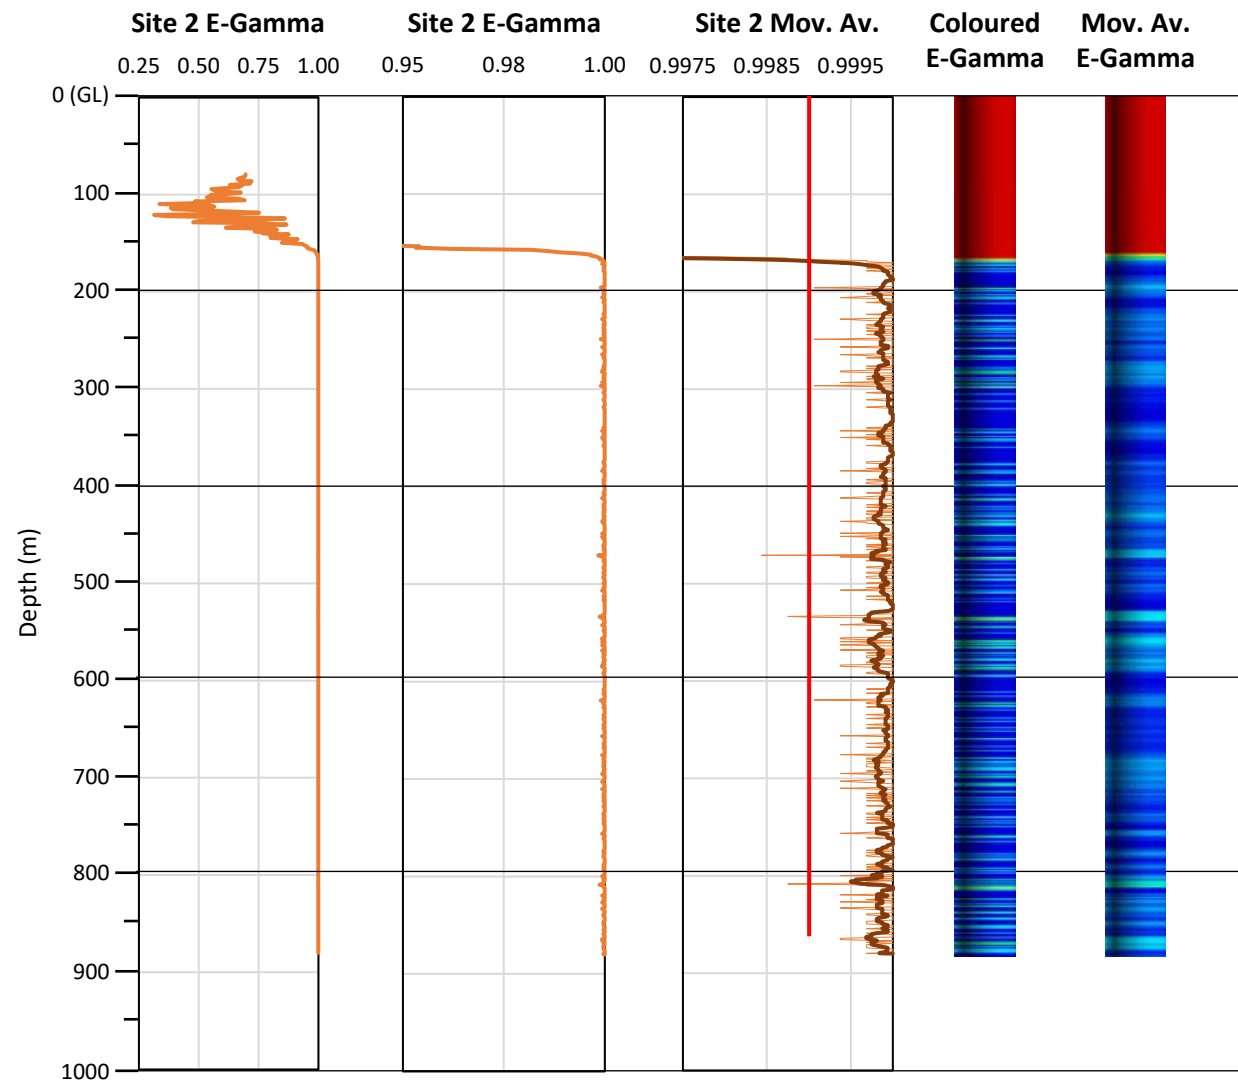 Site 2 E-Gamma
Site 2 E-Gamma
Site 2 Mov. Av.
Coloured
E-Gamma
Mov. Av.
E-Gamma
0.25 0.50 0.75 1.00
0.95 0.98 1.00
0.9975 0.9985 0.9995
0 (GL)
100
200
300
400
500
600
700
800
900
1000
Depth (m)